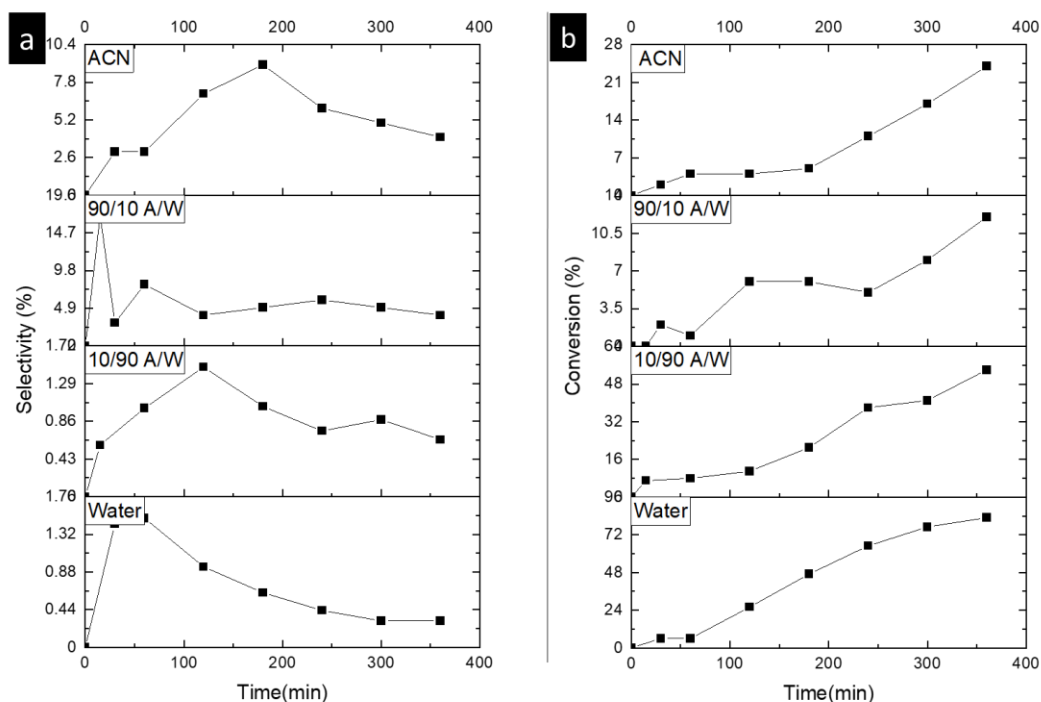 a
0 100 200 300 400
10.4
ACN
7.8
5.2
2.6
19.6
90/10 A/W
14.7
9.8
4.9
1.72
10/90 A/W
1.29
0.86
0.43
1.76
Water
1.32
0.88
0.44
0
Selectivity (%)
0 100 200 300 400
Time(min)
b
0 100 200 300 400
28
ACN
21
14
7
14
90/10 A/W
10.5
7
3.5
64
10/90 A/W
48
32
16
96
Water
72
48
24
0
Conversion (%)
0 100 200 300 400
Time(min)